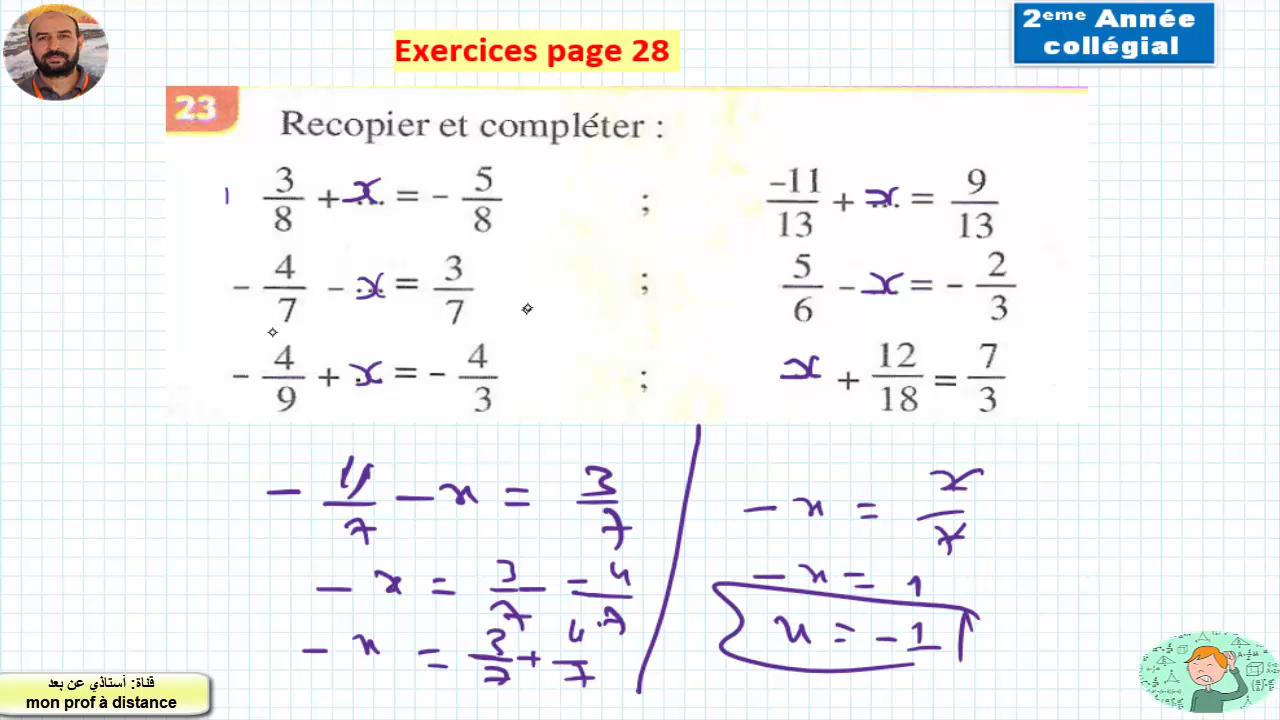 2eme Année
collégial
Exercices page 28
23 Recopier et compléter :
1 3/8 + x = - 5/8 ; -11/13 + x = 9/13
- 4/7 - x = 3/7 ; 5/6 - x = - 2/3
- 4/9 + x = - 4/3 ; x + 12/18 = 7/3
- 4/7 - x = 3/7
- x = 3/7 - -4/7
- x = 3/7 + 4/7
- x = 7/7
- x = 1
x = -1
قناة: أستاذي عن بعد
mon prof à distance